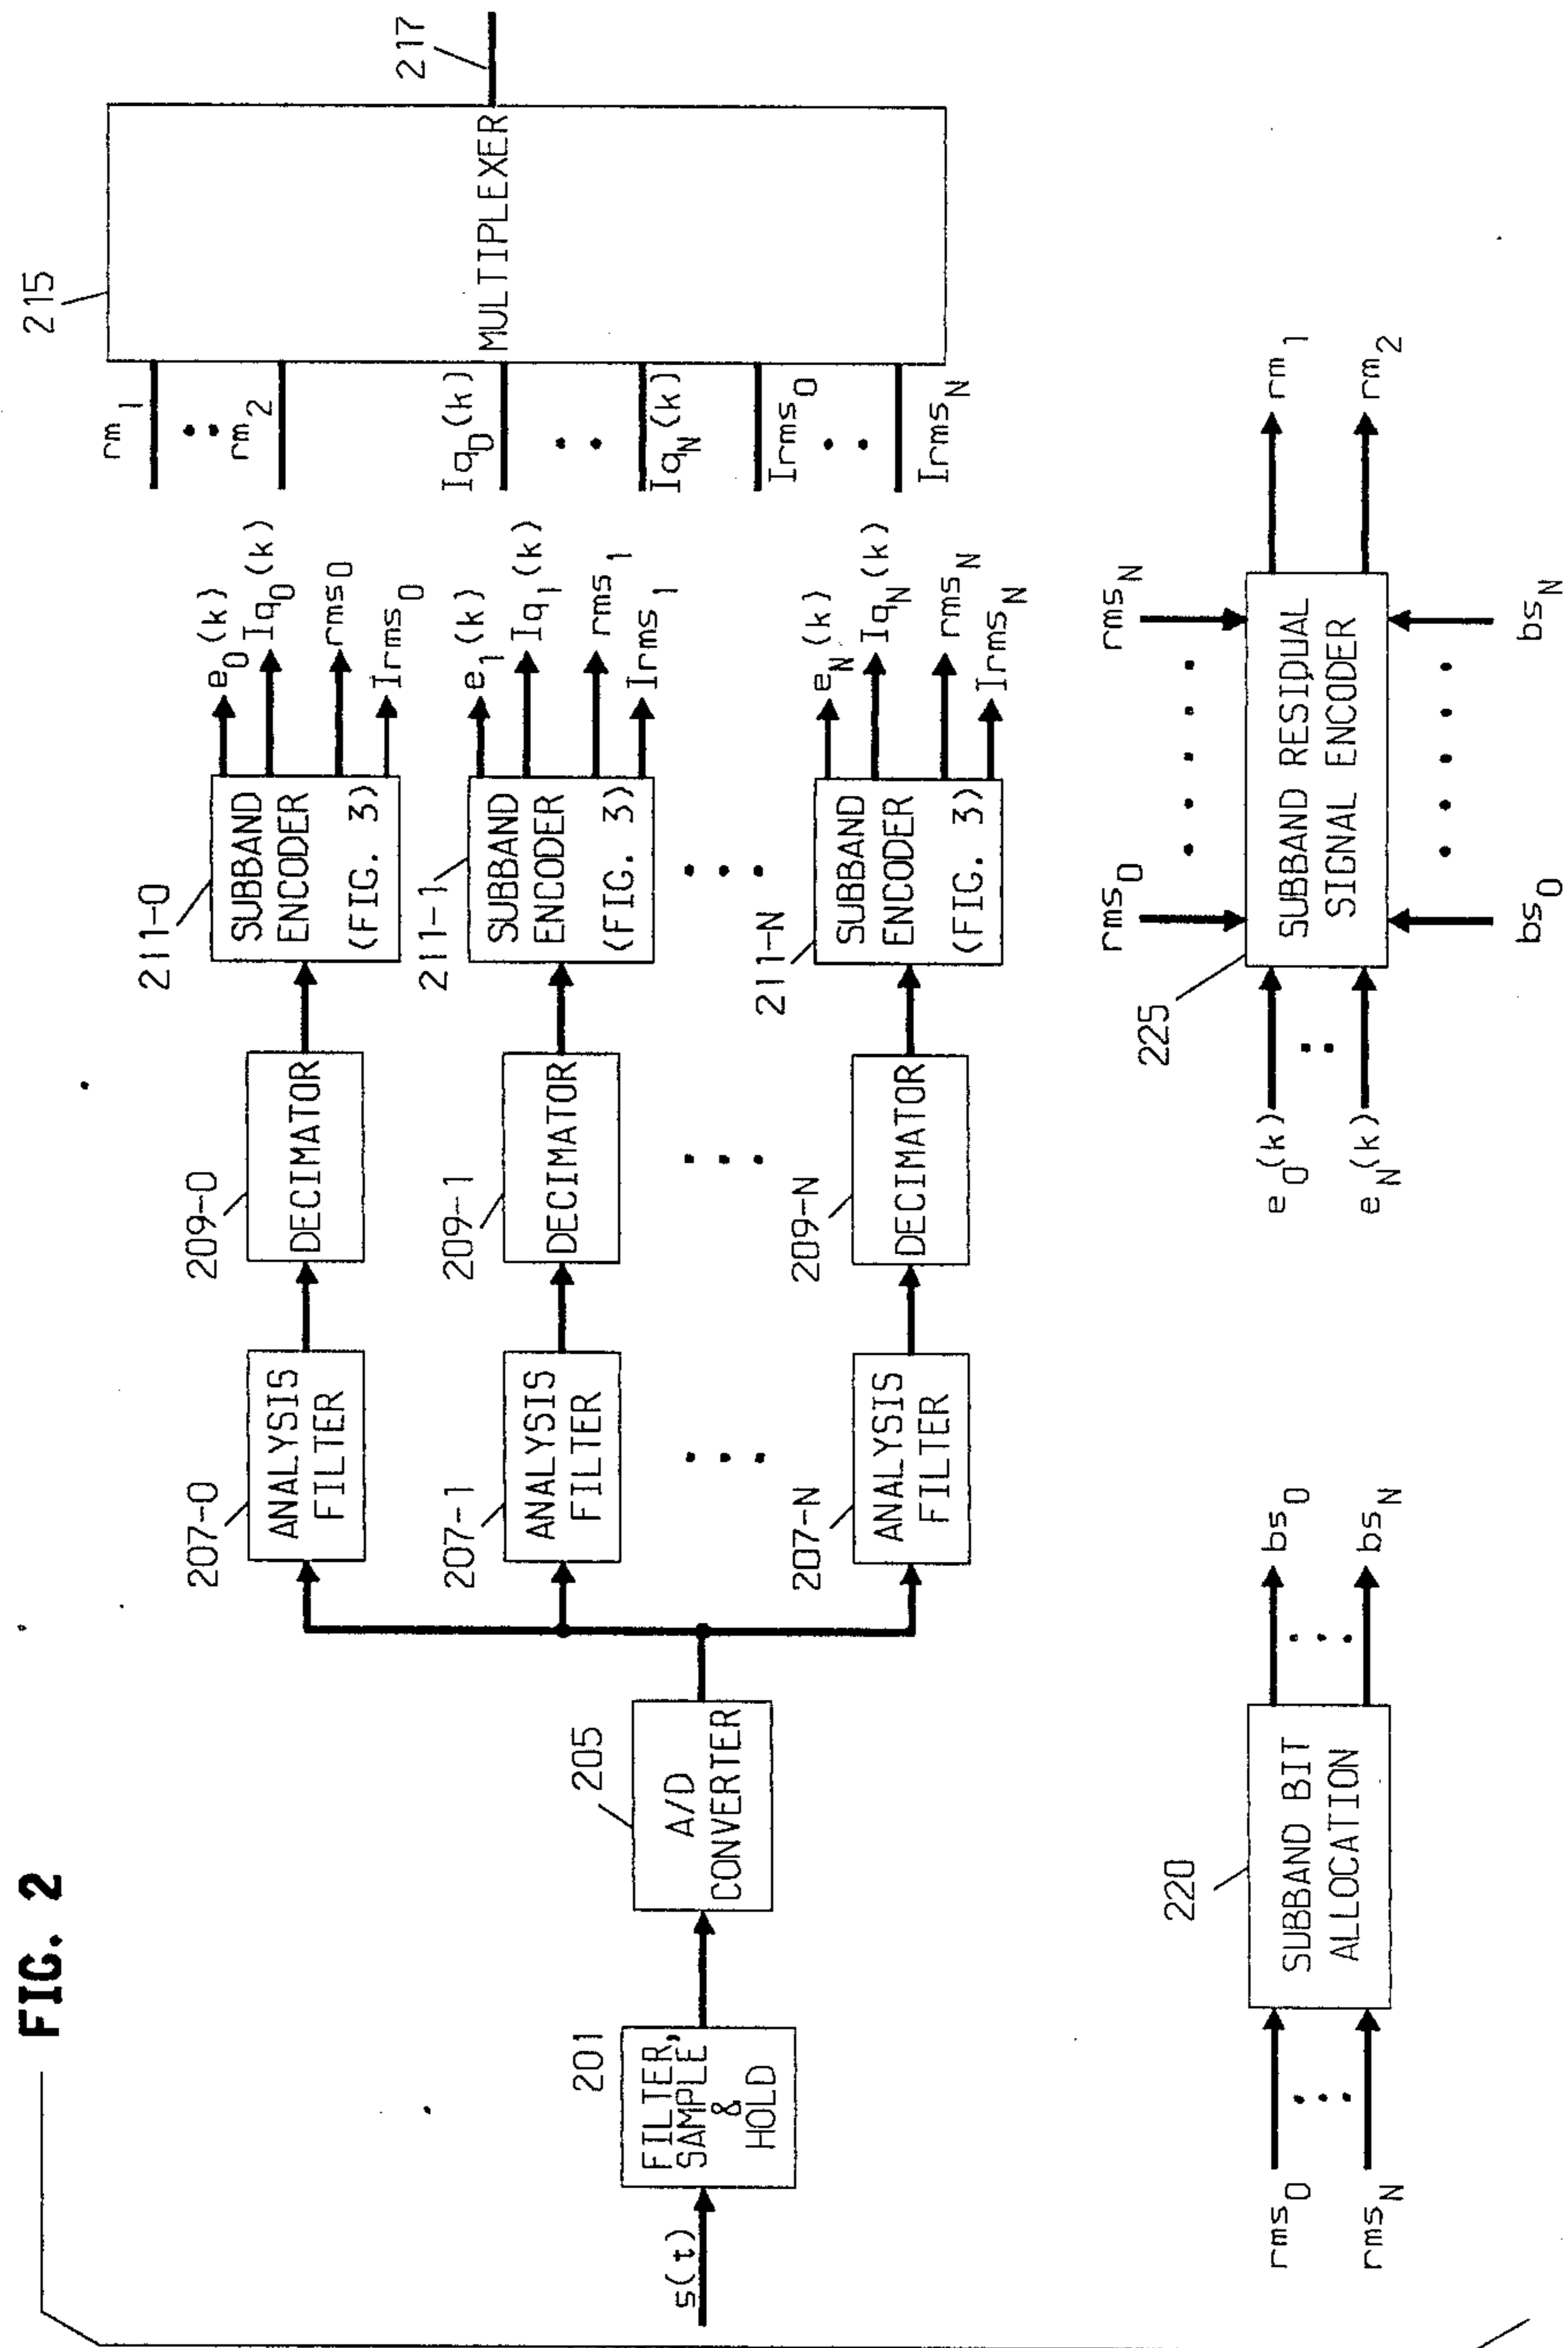 FIG. 2
s(t)
201
FILTER,
SAMPLE
&
HOLD
205
A/D
CONVERTER
207-0
ANALYSIS
FILTER
209-0
DECIMATOR
211-0
SUBBAND
ENCODER
(FIG. 3)
e0(k)
Iq0(k)
rms0
Irms0
207-1
ANALYSIS
FILTER
209-1
DECIMATOR
211-1
SUBBAND
ENCODER
(FIG. 3)
e1(k)
Iq1(k)
rms1
Irms1
207-N
ANALYSIS
FILTER
209-N
DECIMATOR
211-N
SUBBAND
ENCODER
(FIG. 3)
eN(k)
IqN(k)
rmsN
IrmsN
rm1
rm2
Iq0(k)
IqN(k)
Irms0
IrmsN
215
MULTIPLEXER
217
rms0
rmsN
220
SUBBAND BIT
ALLOCATION
bs0
bsN
e0(k)
eN(k)
225
rms0
rmsN
SUBBAND RESIDUAL
SIGNAL ENCODER
bs0
bsN
rm1
rm2